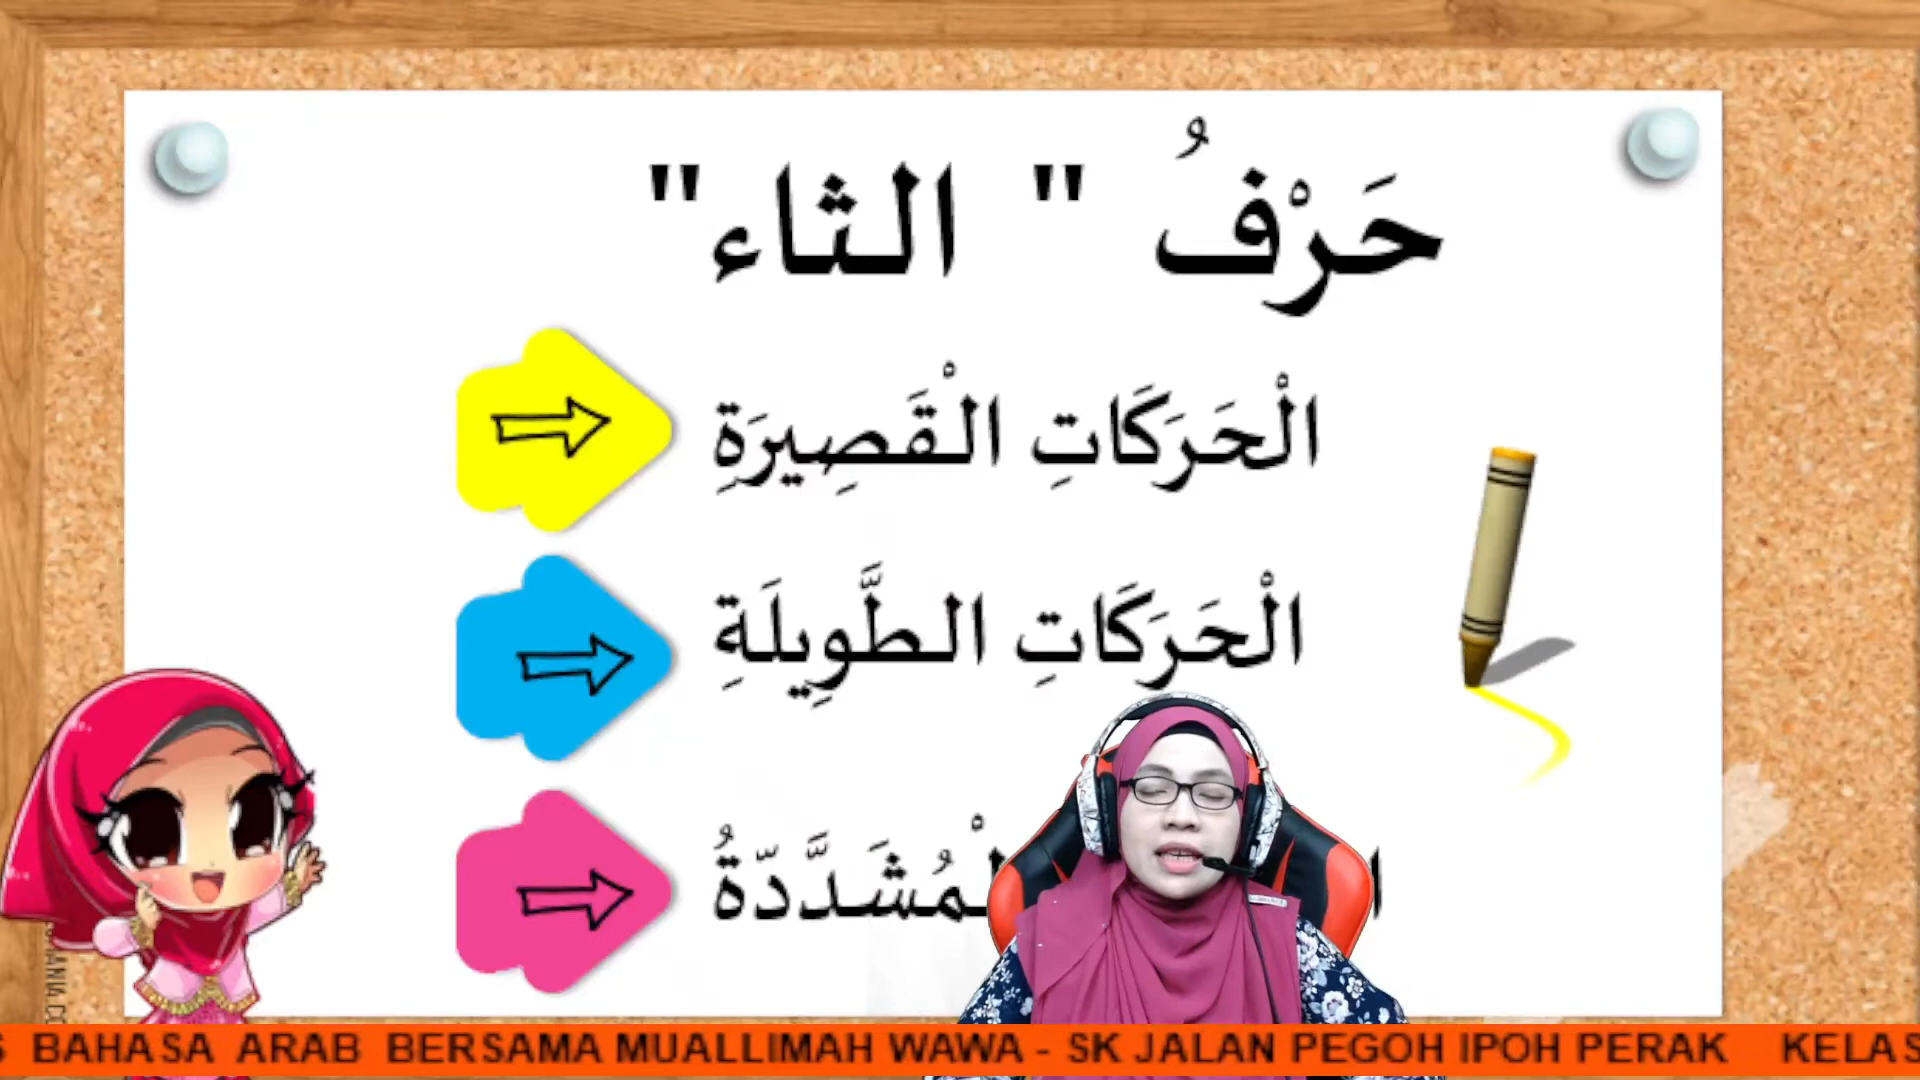 حَرْفُ " الثاء"
الْحَرَكَاتِ الْقَصِيرَةِ
الْحَرَكَاتِ الطَّوِيلَةِ
الْمُشَدَّدّةُ
BAHASA ARAB BERSAMA MUALLIMAH WAWA - SK JALAN PEGOH IPOH PERAK KELAS